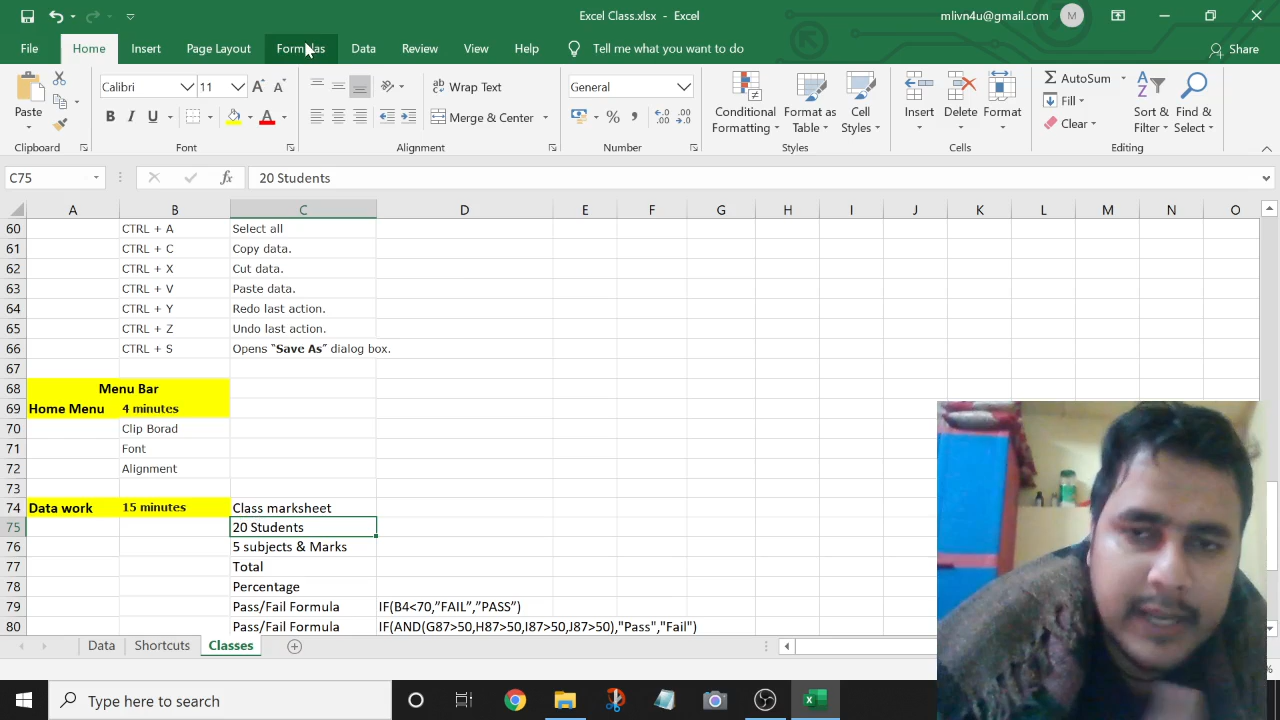 Excel Class.xlsx - Excel
mlivn4u@gmail.com M
File Home Insert Page Layout Formulas Data Review View Help Tell me what you want to do Share
Paste
Clipboard
Calibri 11
B I U A
Font
Wrap Text
Merge & Center
Alignment
General
%
Number
Conditional Formatting
Format as Table
Cell Styles
Styles
Insert Delete Format
Cells
AutoSum
Fill
Clear
Sort & Filter
Find & Select
Editing
C75 fx 20 Students
A B C D E F G H I J K L M N O
60 CTRL + A Select all
61 CTRL + C Copy data.
62 CTRL + X Cut data.
63 CTRL + V Paste data.
64 CTRL + Y Redo last action.
65 CTRL + Z Undo last action.
66 CTRL + S Opens “Save As” dialog box.
67
68 Menu Bar
69 Home Menu 4 minutes
70 Clip Borad
71 Font
72 Alignment
73
74 Data work 15 minutes Class marksheet
75 20 Students
76 5 subjects & Marks
77 Total
78 Percentage
79 Pass/Fail Formula IF(B4<70,”FAIL”,”PASS”)
80 Pass/Fail Formula IF(AND(G87>50,H87>50,I87>50,J87>50),"Pass","Fail")
Data Shortcuts Classes
%
Type here to search